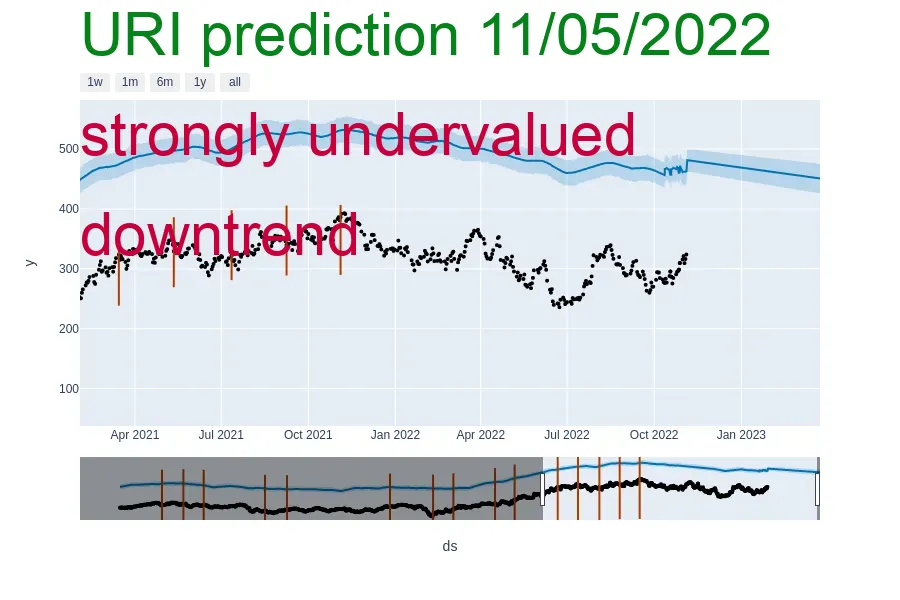 URI prediction 11/05/2022
1w 1m 6m 1y all
strongly undervalued
500
400
downtrend
300
y
200
100
Apr 2021 Jul 2021 Oct 2021 Jan 2022 Apr 2022 Jul 2022 Oct 2022 Jan 2023
ds